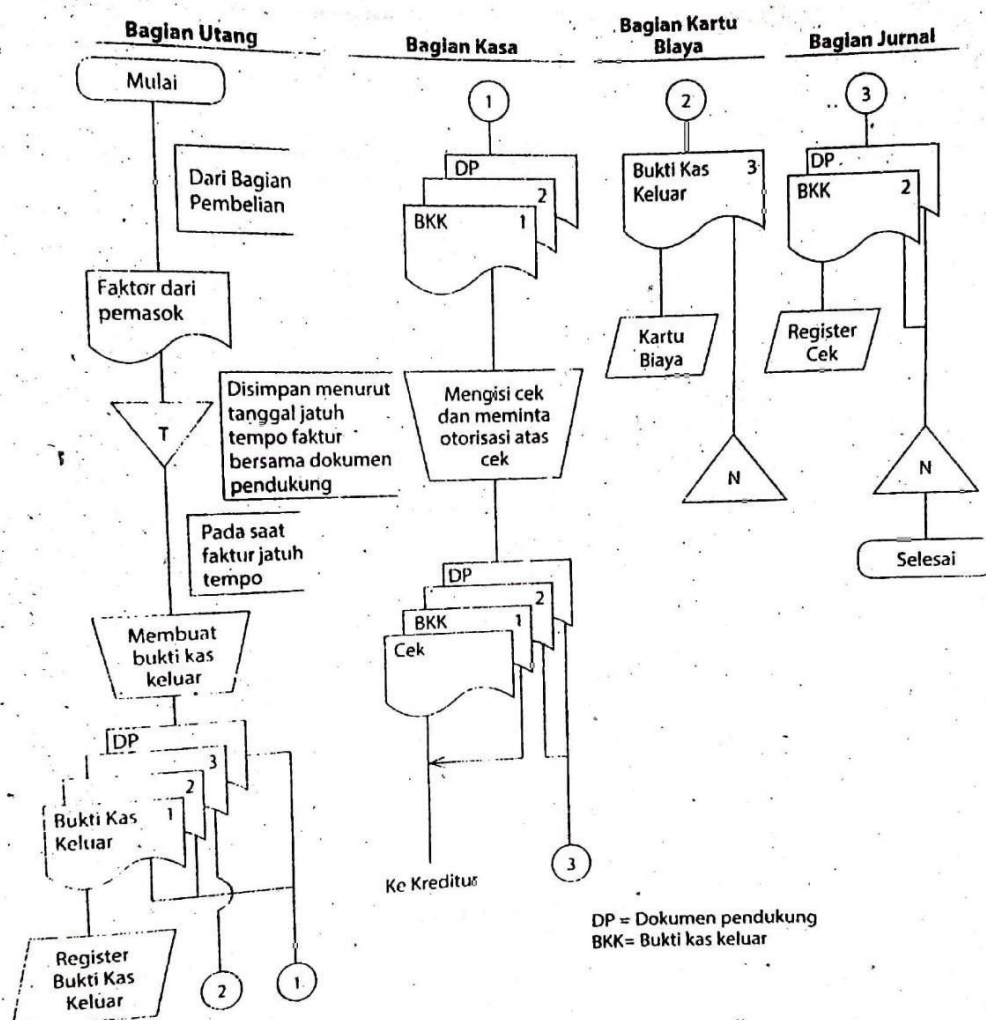 Bagian Utang
Mulai
Dari Bagian
Pembelian
Faktor dari
pemasok
T
Disimpan menurut
tanggal jatuh
tempo faktur
bersama dokumen
pendukung
Pada saat
faktur jatuh
tempo
Membuat
bukti kas
keluar
DP
3
2
Bukti Kas 1
Keluar
Register
Bukti Kas
Keluar
2
1
Bagian Kasa
1
DP
2
BKK 1
Mengisi cek
dan meminta
otorisasi atas
cek
DP
2
BKK 1
Cek
Ke Kreditus
3
Bagian Kartu
Biaya
2
Bukti Kas 3
Keluar
Kartu
Biaya
N
Bagian Jurnal
3
DP
BKK 2
Register
Cek
N
Selesai
DP = Dokumen pendukung
BKK= Bukti kas keluar